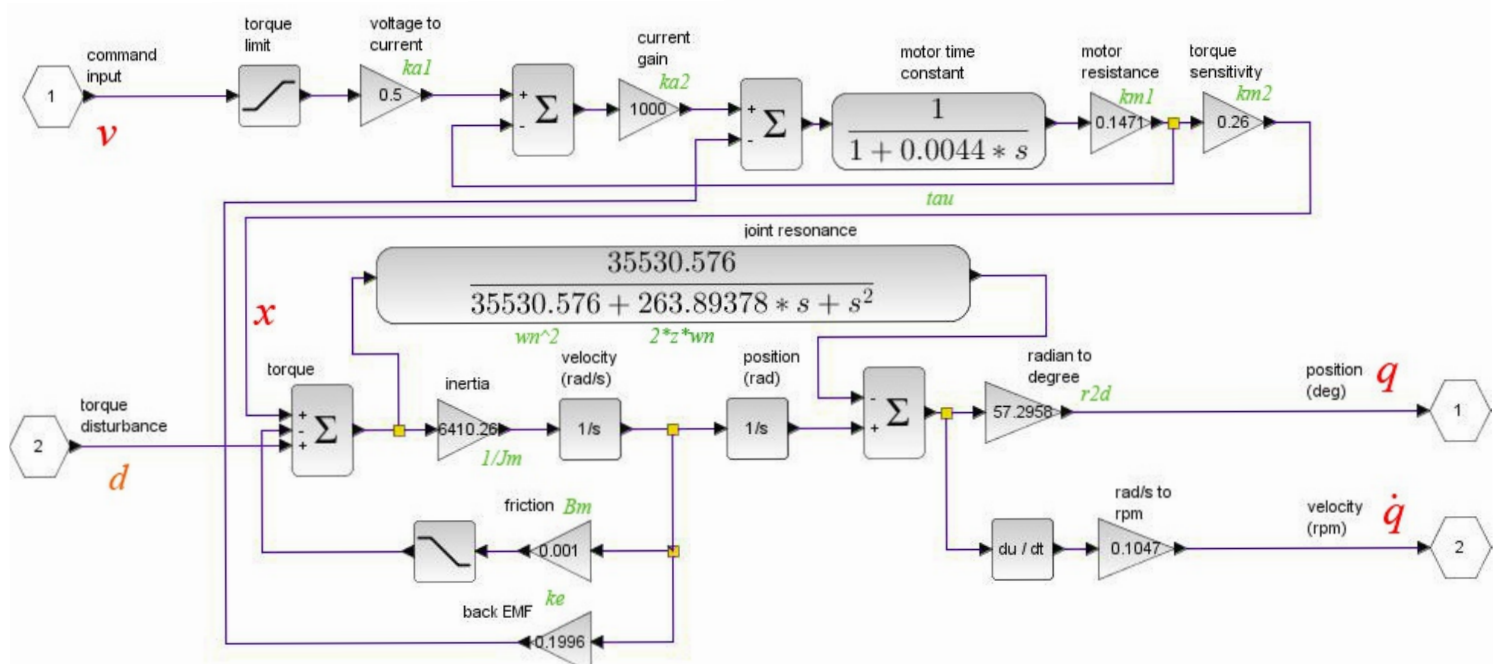 torque
limit
voltage to
current
ka1
command
input
1
v
0.5
+
-
Σ
current
gain
ka2
1000
+
-
Σ
motor time
constant
1
1 + 0.0044 * s
motor
resistance
km1
0.1471
torque
sensitivity
km2
0.26
tau
joint resonance
35530.576
35530.576 + 263.89378 * s + s²
wn^2
2*z*wn
x
torque
+
-
+
Σ
torque
disturbance
2
d
inertia
6410.26
1/Jm
velocity
(rad/s)
1/s
position
(rad)
1/s
-
+
Σ
radian to
degree
r2d
57.2958
position
(deg)
q
1
friction
Bm
0.001
back EMF
ke
0.1996
du / dt
rad/s to
rpm
0.1047
velocity
(rpm)
q̇
2